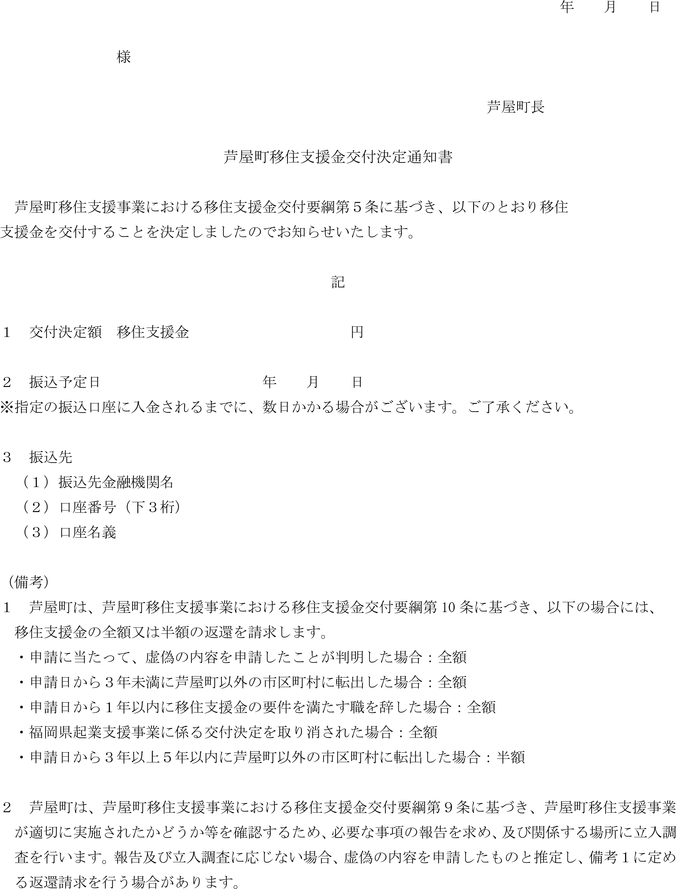 年　　月　　日
様
芦屋町長
芦屋町移住支援金交付決定通知書
芦屋町移住支援事業における移住支援金交付要綱第５条に基づき、以下のとおり移住
支援金を交付することを決定しましたのでお知らせいたします。
記
１　交付決定額　移住支援金　　　　　　　　　　　円
２　振込予定日　　　　　　　　　　　年　　月　　日
※指定の振込口座に入金されるまでに、数日かかる場合がございます。ご了承ください。
３　振込先
（１）振込先金融機関名
（２）口座番号（下３桁）
（３）口座名義
（備考）
１　芦屋町は、芦屋町移住支援事業における移住支援金交付要綱第 10 条に基づき、以下の場合には、
移住支援金の全額又は半額の返還を請求します。
・申請に当たって、虚偽の内容を申請したことが判明した場合：全額
・申請日から３年未満に芦屋町以外の市区町村に転出した場合：全額
・申請日から１年以内に移住支援金の要件を満たす職を辞した場合：全額
・福岡県起業支援事業に係る交付決定を取り消された場合：全額
・申請日から３年以上５年以内に芦屋町以外の市区町村に転出した場合：半額
２　芦屋町は、芦屋町移住支援事業における移住支援金交付要綱第９条に基づき、芦屋町移住支援事業
が適切に実施されたかどうか等を確認するため、必要な事項の報告を求め、及び関係する場所に立入調
査を行います。報告及び立入調査に応じない場合、虚偽の内容を申請したものと推定し、備考１に定め
る返還請求を行う場合があります。